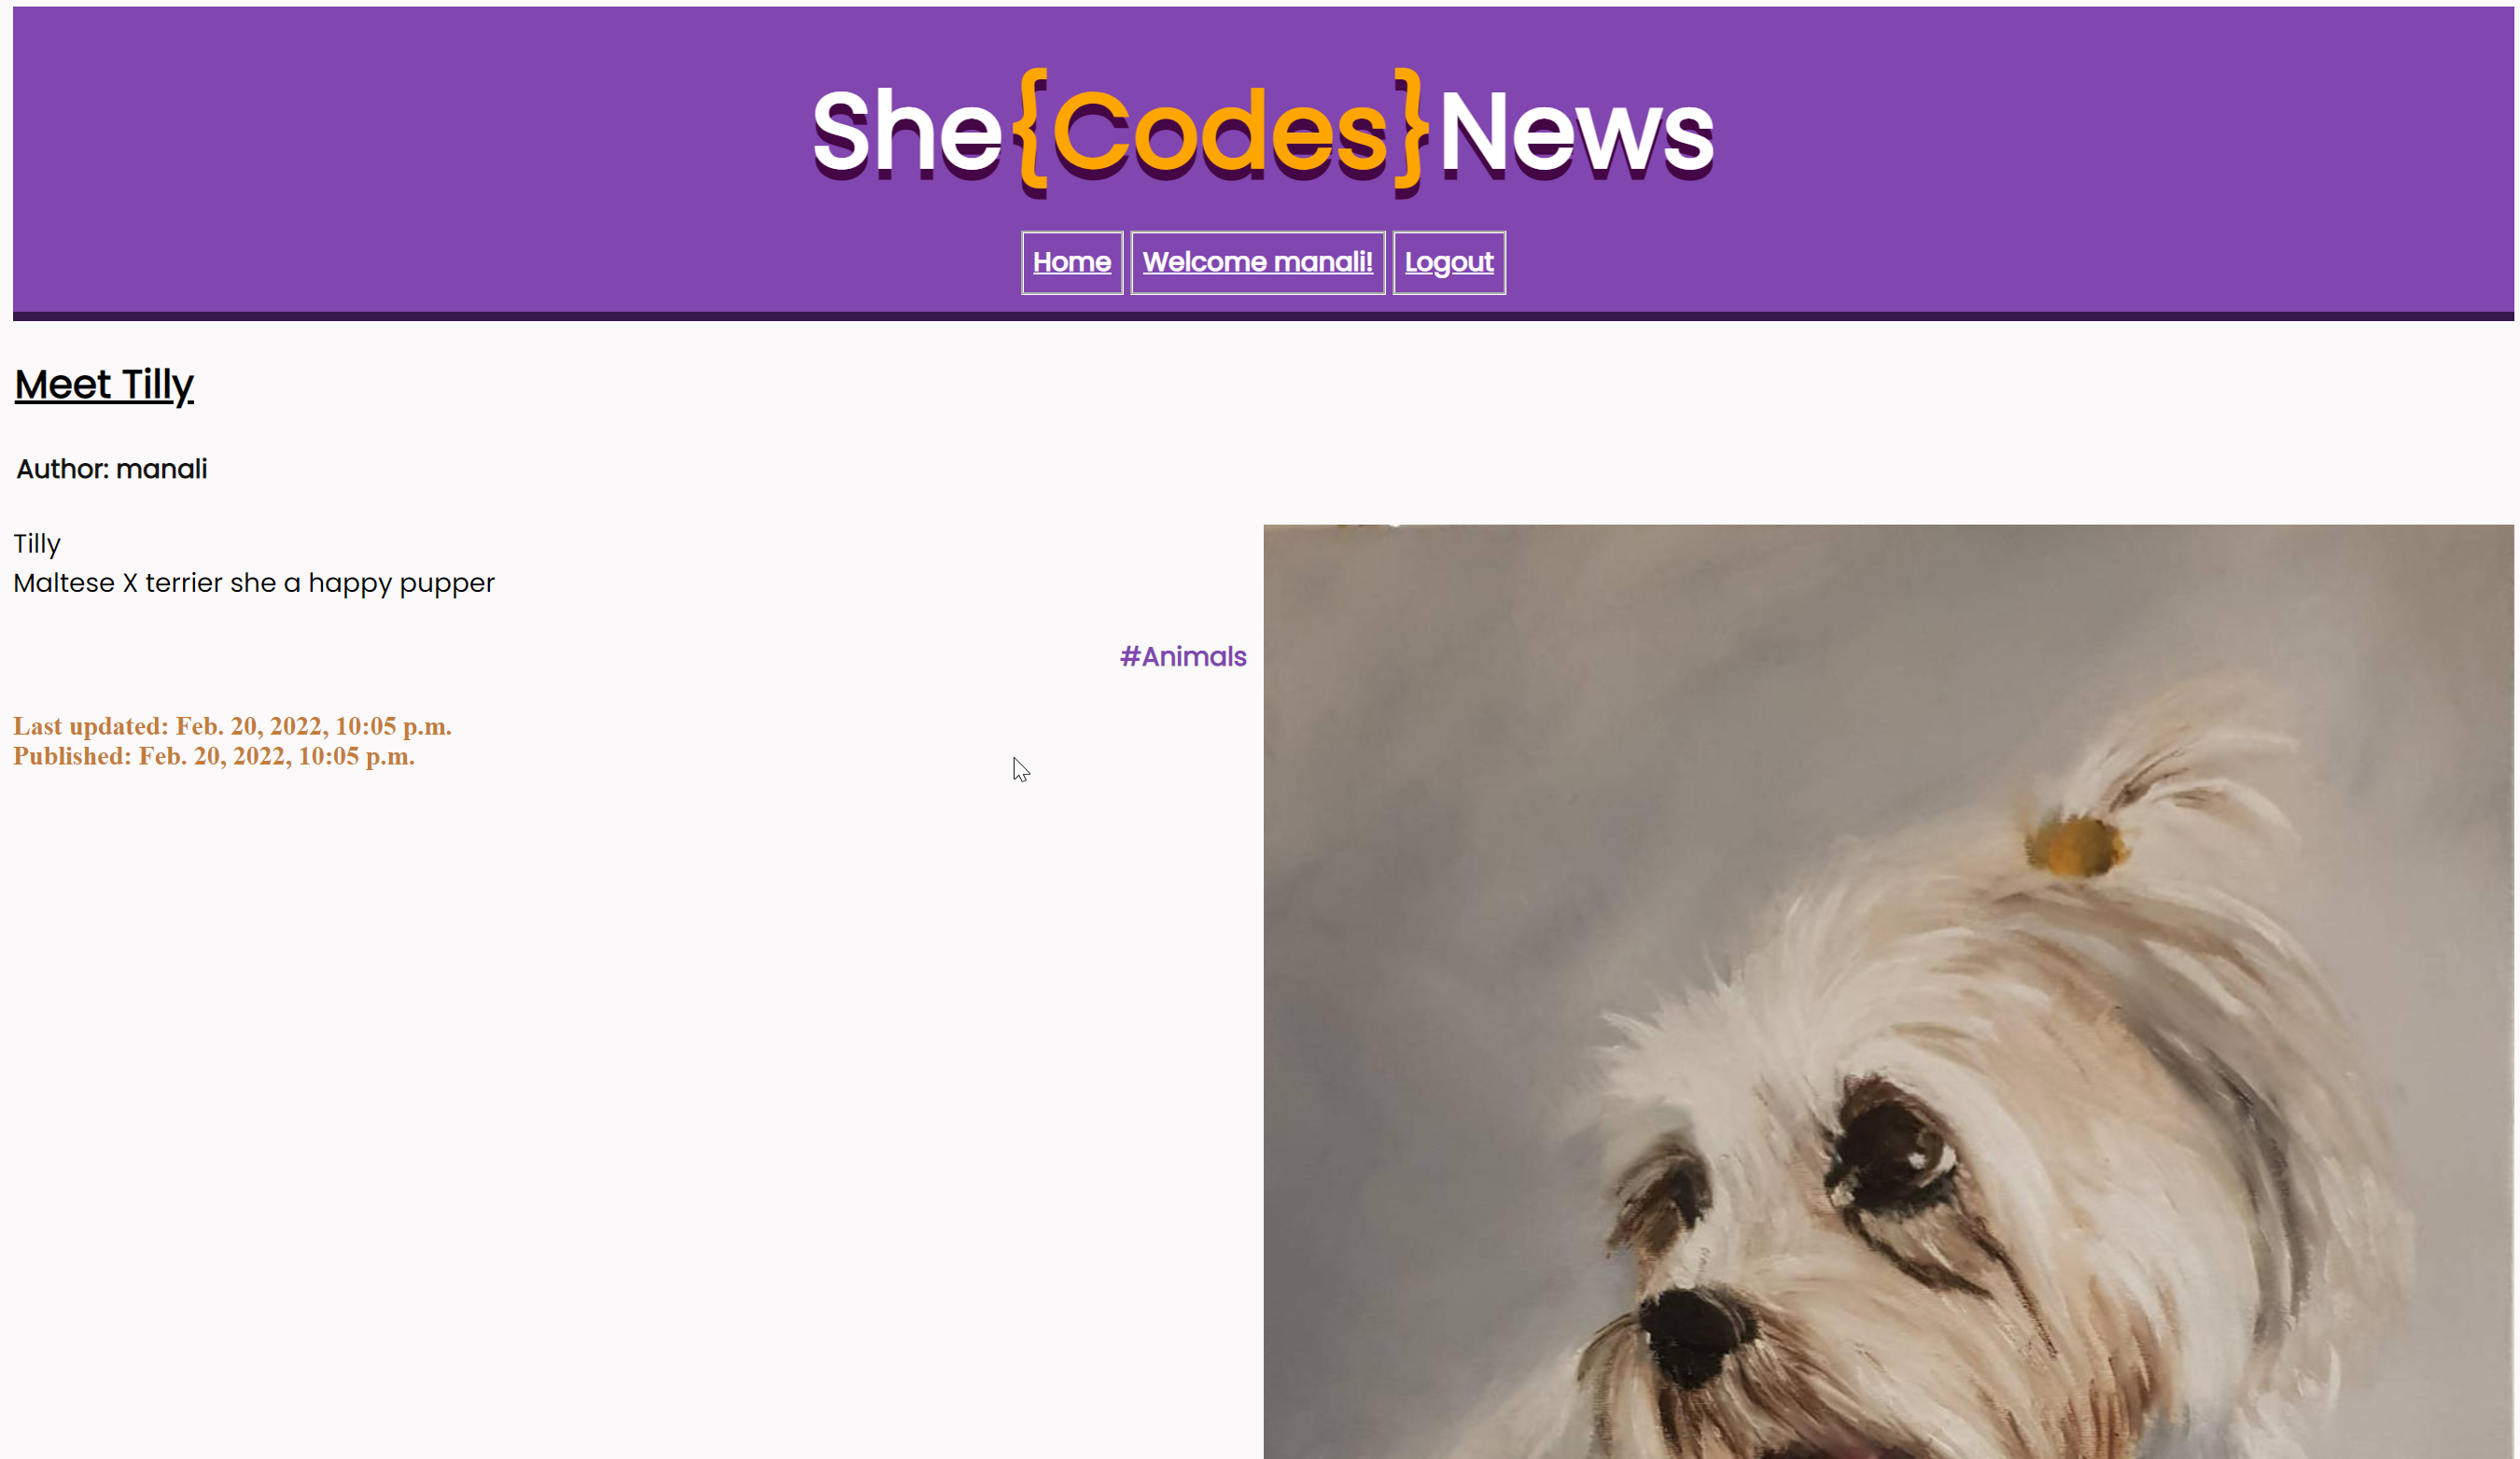 She{Codes}News
Home Welcome manali! Logout
Meet Tilly
Author: manali
Tilly
Maltese X terrier she a happy pupper
#Animals
Last updated: Feb. 20, 2022, 10:05 p.m.
Published: Feb. 20, 2022, 10:05 p.m.